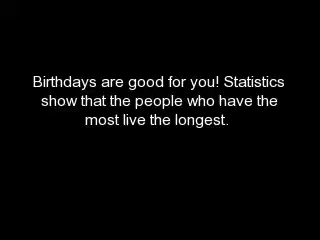 Birthdays are good for you! Statistics
show that the people who have the
most live the longest.